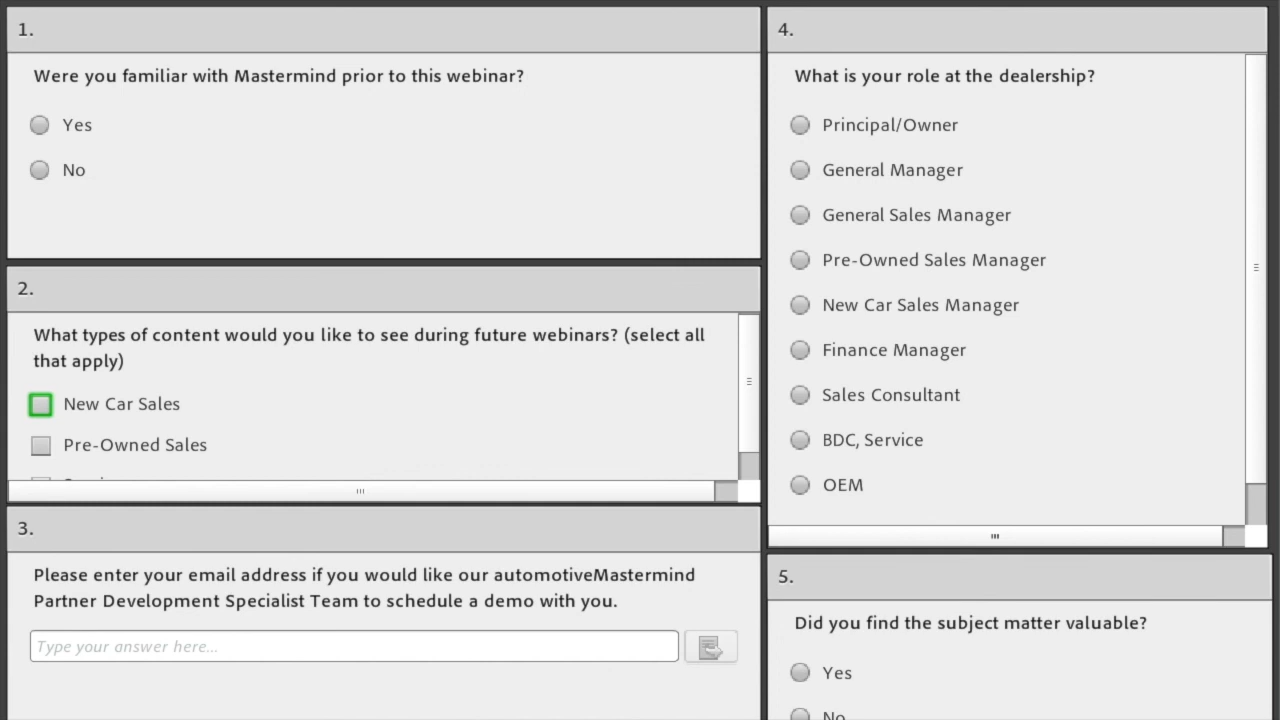 1.
Were you familiar with Mastermind prior to this webinar?
Yes
No
2.
What types of content would you like to see during future webinars? (select all
that apply)
New Car Sales
Pre-Owned Sales
3.
Please enter your email address if you would like our automotiveMastermind
Partner Development Specialist Team to schedule a demo with you.
Type your answer here...
4.
What is your role at the dealership?
Principal/Owner
General Manager
General Sales Manager
Pre-Owned Sales Manager
New Car Sales Manager
Finance Manager
Sales Consultant
BDC, Service
OEM
5.
Did you find the subject matter valuable?
Yes
No